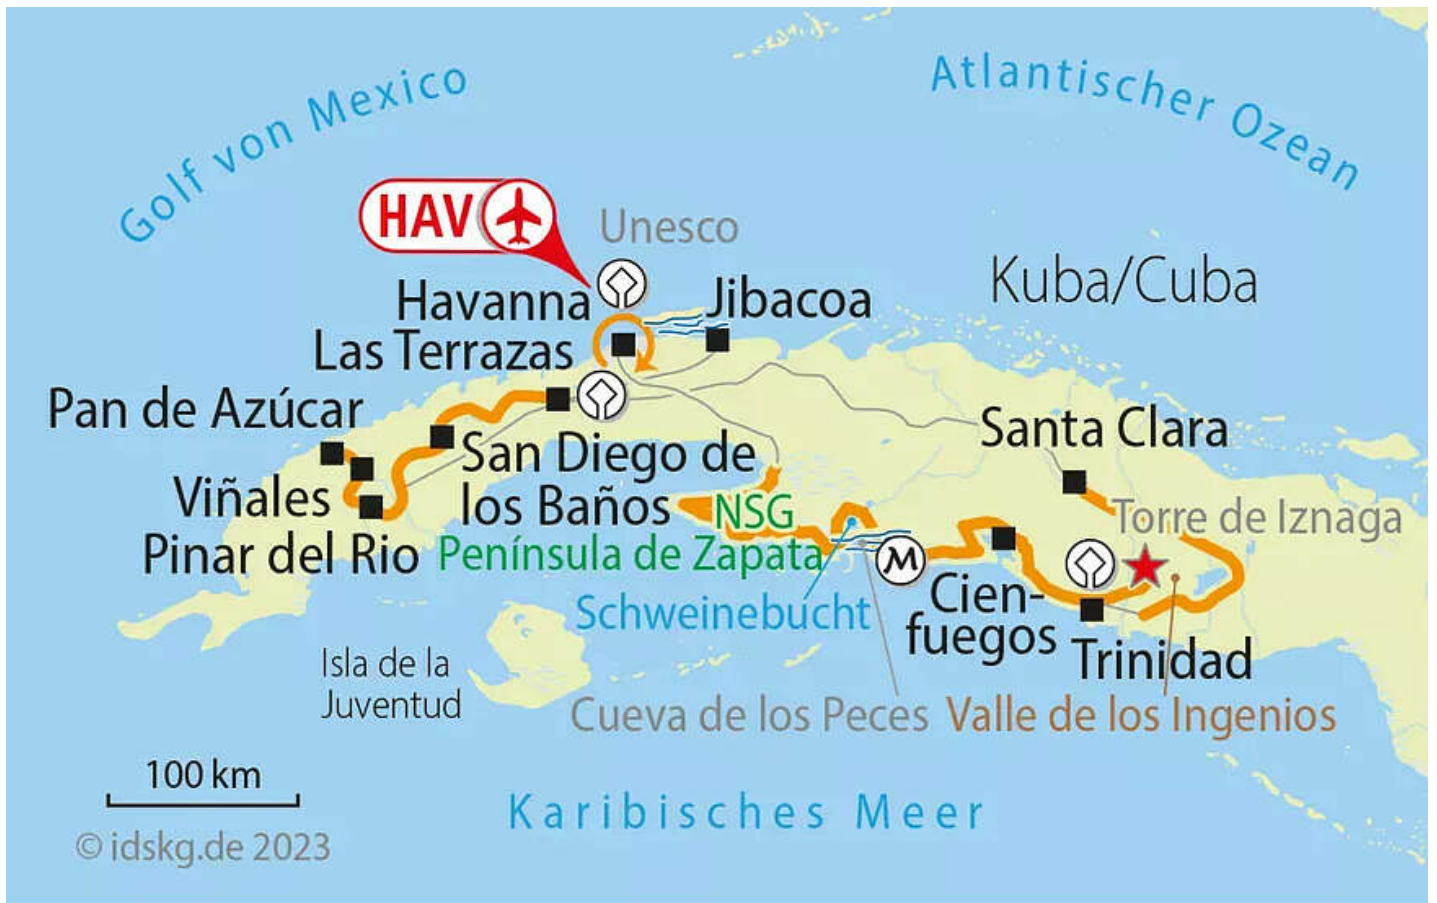 Golf von Mexico
Atlantischer Ozean
HAV
Unesco
Kuba/Cuba
Havanna
Jibacoa
Las Terrazas
Pan de Azúcar
Santa Clara
San Diego de
los Baños
Viñales
NSG
Torre de Iznaga
Pinar del Rio
Península de Zapata
M
Schweinebucht
Cien-
fuegos
Trinidad
Isla de la
Juventud
Cueva de los Peces
Valle de los Ingenios
100 km
Karibisches Meer
© idskg.de 2023